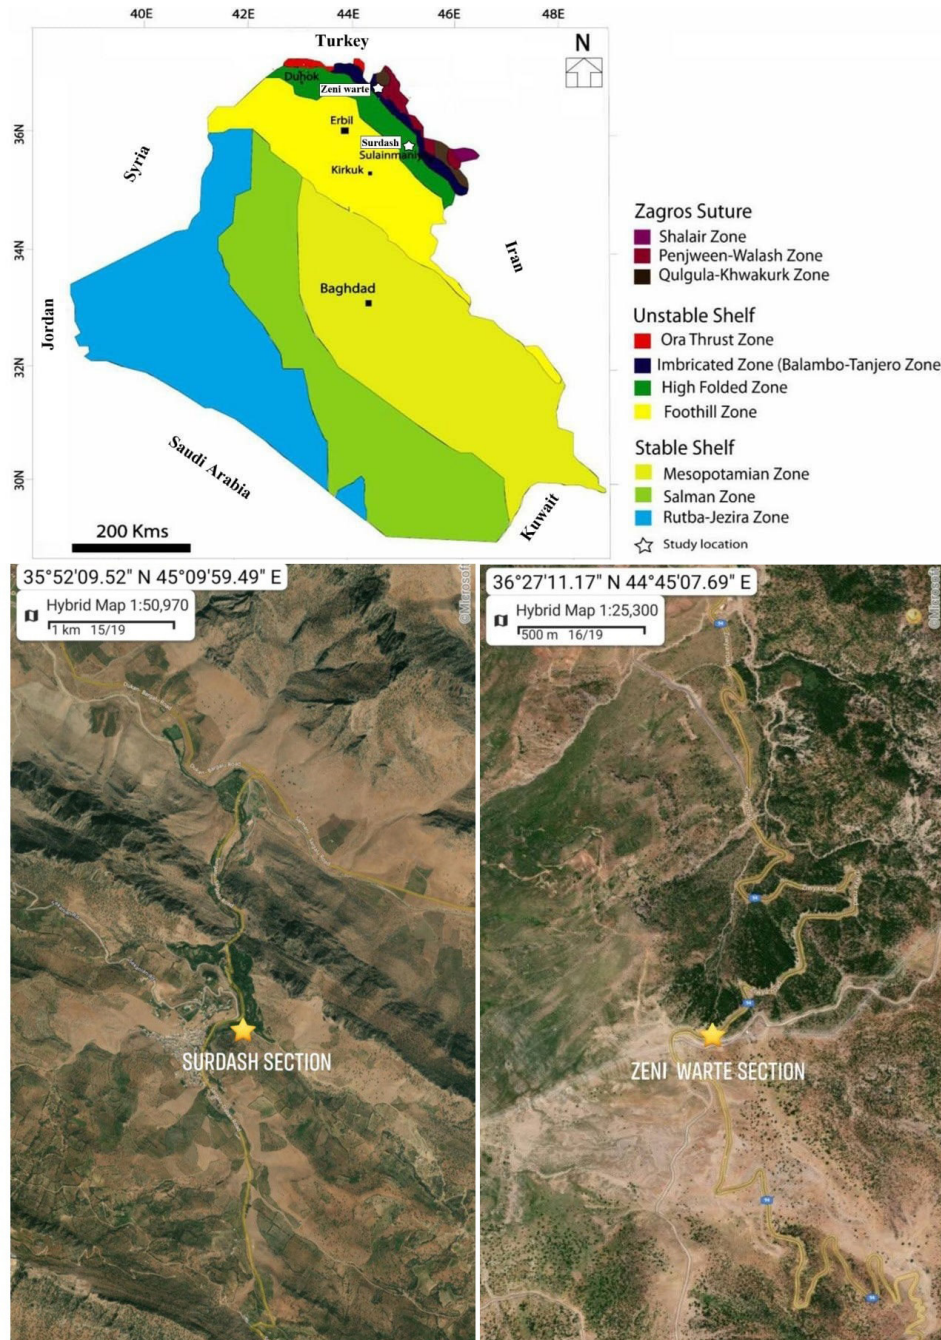 40E 42E 44E 46E 48E
Turkey
N
Duhok
Zeni warte
Erbil
36N
Surdash
Sulainmaniy
Syria
Kirkuk
Iran
34N
Baghdad
Jordan
32N
Saudi Arabia
30N
Kuwait
200 Kms
Zagros Suture
Shalair Zone
Penjween-Walash Zone
Qulgula-Khwakurk Zone
Unstable Shelf
Ora Thrust Zone
Imbricated Zone (Balambo-Tanjero Zone
High Folded Zone
Foothill Zone
Stable Shelf
Mesopotamian Zone
Salman Zone
Rutba-Jezira Zone
Study location
35°52'09.52" N 45°09'59.49" E
Hybrid Map 1:50,970
1 km 15/19
©Microsoft
SURDASH SECTION
36°27'11.17" N 44°45'07.69" E
Hybrid Map 1:25,300
500 m 16/19
©Microsoft
ZENI WARTE SECTION